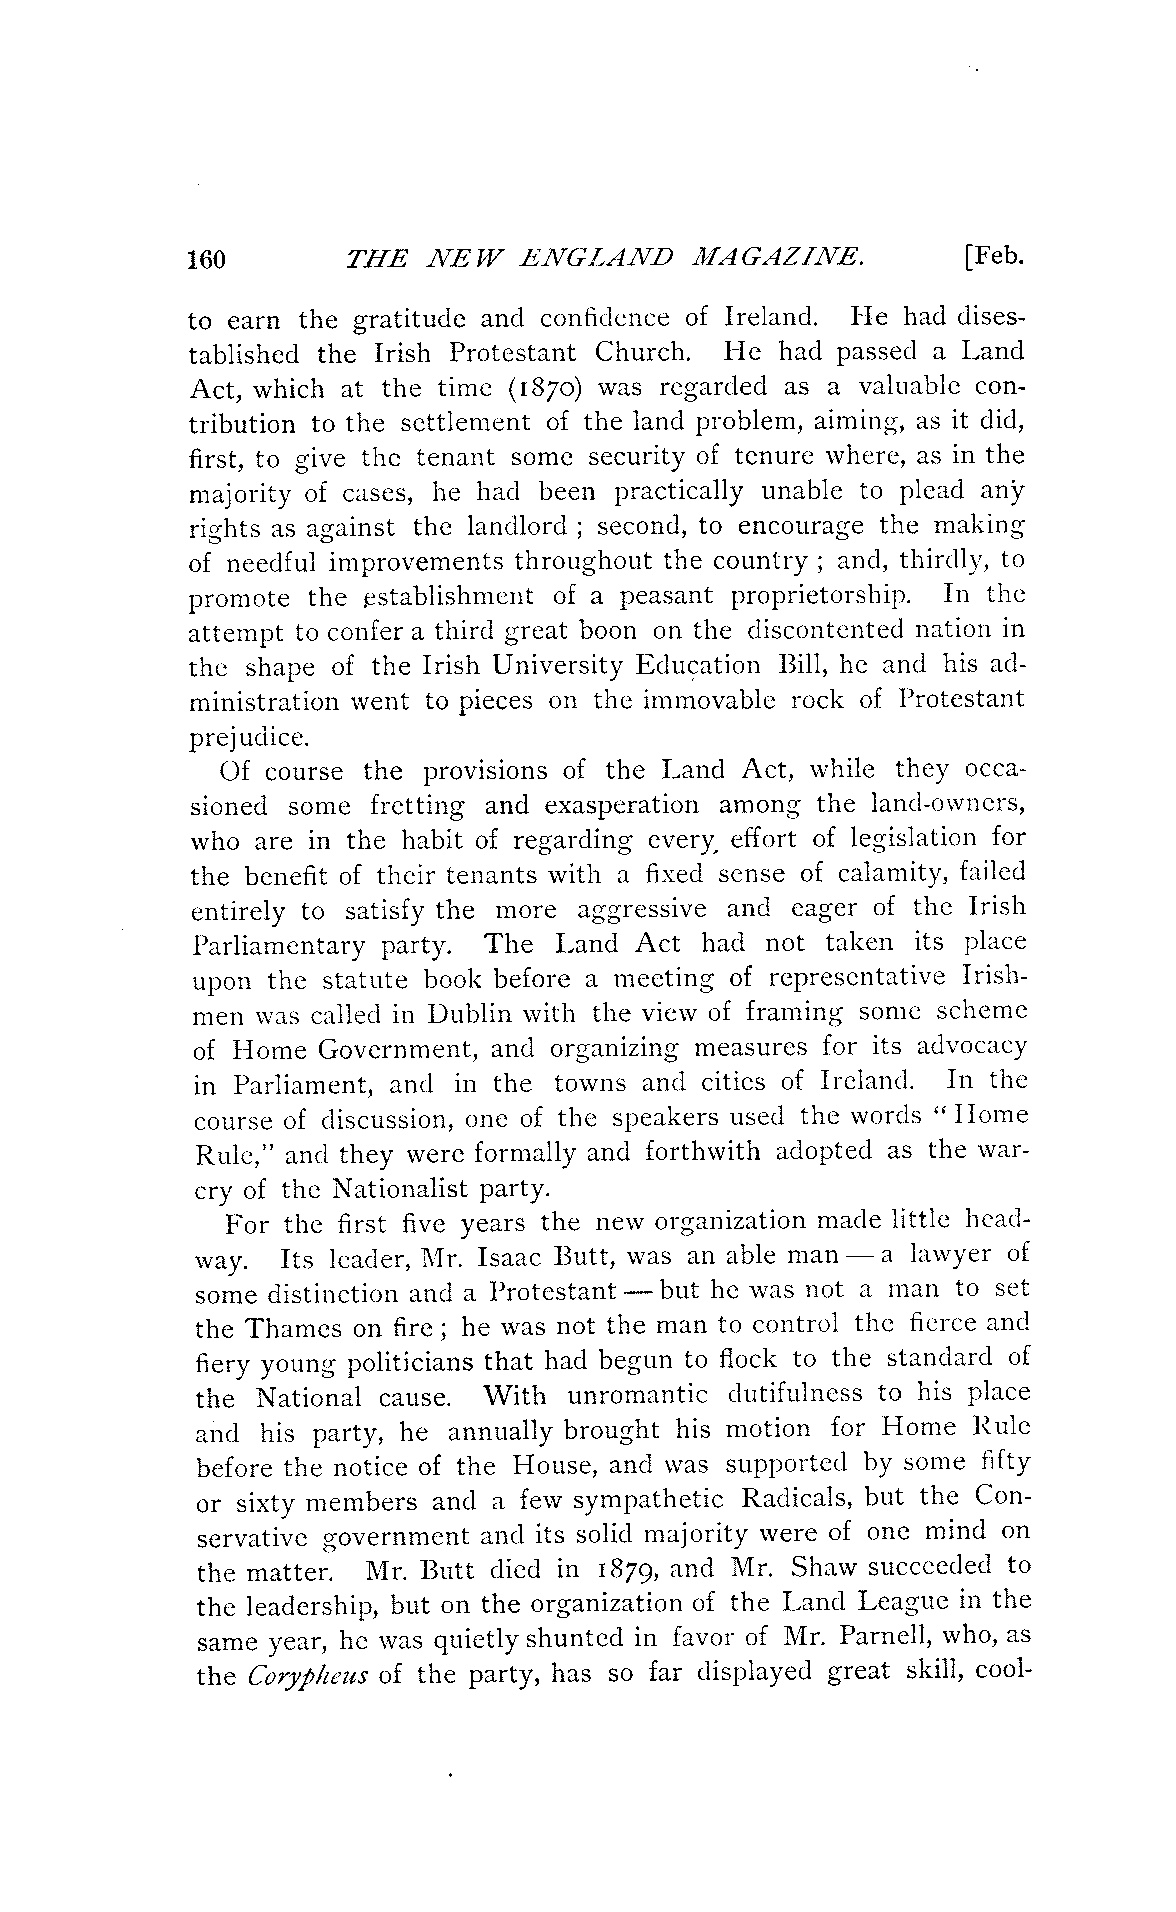 160 THE NEW ENGLAND MAGAZINE. [Feb.
to earn the gratitude and confidence of Ireland. He had dises-
tablished the Irish Protestant Church. He had passed a Land
Act, which at the time (1870) was regarded as a valuable con-
tribution to the settlement of the land problem, aiming, as it did,
first, to give the tenant some security of tenure where, as in the
majority of cases, he had been practically unable to plead any
rights as against the landlord ; second, to encourage the making
of needful improvements throughout the country ; and, thirdly, to
promote the establishment of a peasant proprietorship. In the
attempt to confer a third great boon on the discontented nation in
the shape of the Irish University Education Bill, he and his ad-
ministration went to pieces on the immovable rock of Protestant
prejudice.
Of course the provisions of the Land Act, while they occa-
sioned some fretting and exasperation among the land-owners,
who are in the habit of regarding every effort of legislation for
the benefit of their tenants with a fixed sense of calamity, failed
entirely to satisfy the more aggressive and eager of the Irish
Parliamentary party. The Land Act had not taken its place
upon the statute book before a meeting of representative Irish-
men was called in Dublin with the view of framing some scheme
of Home Government, and organizing measures for its advocacy
in Parliament, and in the towns and cities of Ireland. In the
course of discussion, one of the speakers used the words " Home
Rule," and they were formally and forthwith adopted as the war-
cry of the Nationalist party.
For the first five years the new organization made little head-
way. Its leader, Mr. Isaac Butt, was an able man — a lawyer of
some distinction and a Protestant — but he was not a man to set
the Thames on fire ; he was not the man to control the fierce and
fiery young politicians that had begun to flock to the standard of
the National cause. With unromantic dutifulness to his place
and his party, he annually brought his motion for Home Rule
before the notice of the House, and was supported by some fifty
or sixty members and a few sympathetic Radicals, but the Con-
servative government and its solid majority were of one mind on
the matter. Mr. Butt died in 1879, and Mr. Shaw succeeded to
the leadership, but on the organization of the Land League in the
same year, he was quietly shunted in favor of Mr. Parnell, who, as
the Corypheus of the party, has so far displayed great skill, cool-